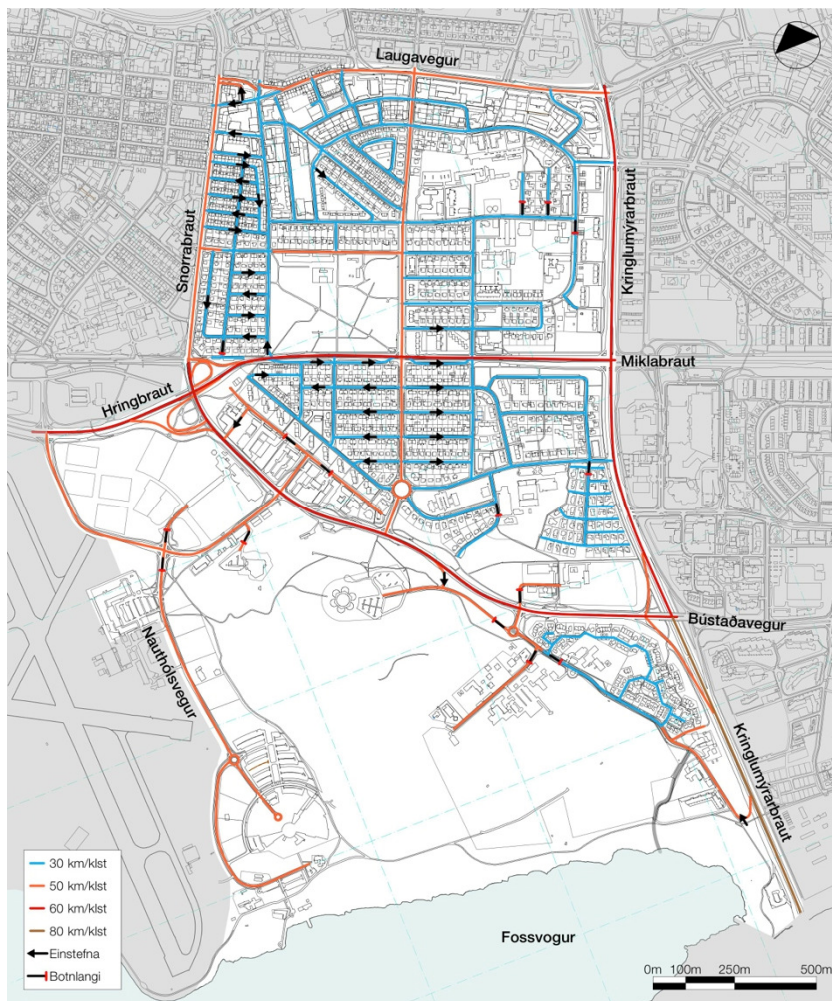 Laugavegur
Snorrabraut
Kringlumýrarbraut
Miklabraut
Hringbraut
Bústaðavegur
Nauthólsvegur
Kringlumýrarbraut
Fossvogur
30 km/klst
50 km/klst
60 km/klst
80 km/klst
Einstefna
Botnlangi
0m 100m 250m 500m